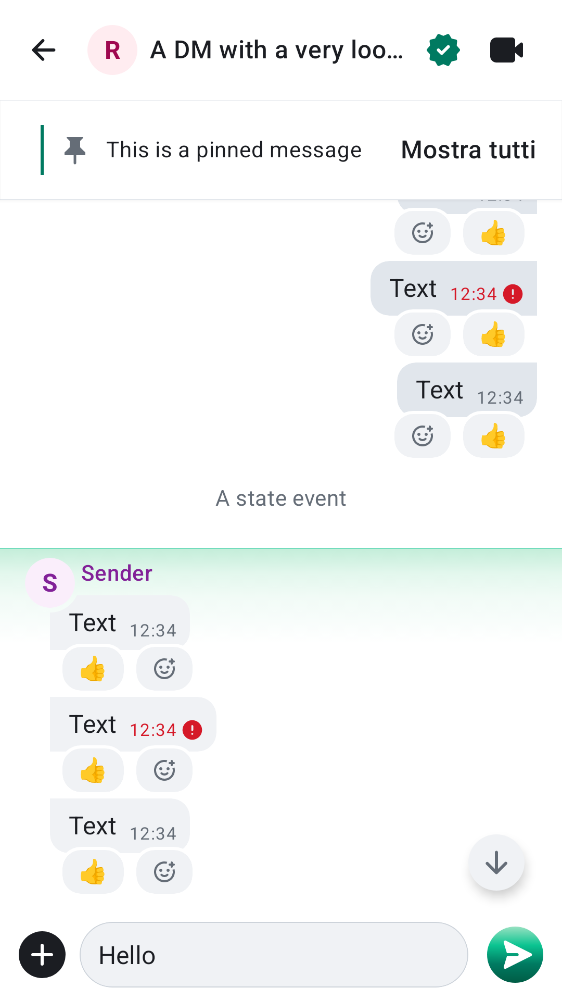 R
A DM with a very loo...
This is a pinned message
Mostra tutti
Text 12:34
Text 12:34
A state event
S
Sender
Text 12:34
Text 12:34
Text 12:34
Hello